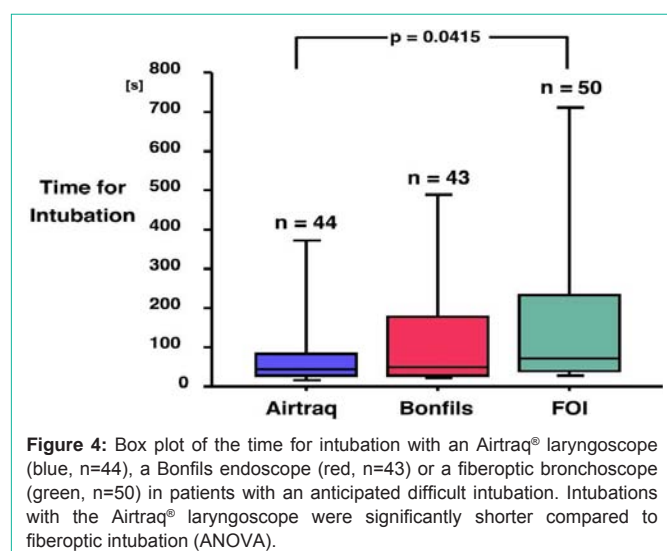 p = 0.0415
[s]
800
700
600
500
400
300
200
100
0
Time for
Intubation
n = 44
n = 43
n = 50
Airtraq
Bonfils
FOI
Figure 4: Box plot of the time for intubation with an Airtraq® laryngoscope
(blue, n=44), a Bonfils endoscope (red, n=43) or a fiberoptic bronchoscope
(green, n=50) in patients with an anticipated difficult intubation. Intubations
with the Airtraq® laryngoscope were significantly shorter compared to
fiberoptic intubation (ANOVA).